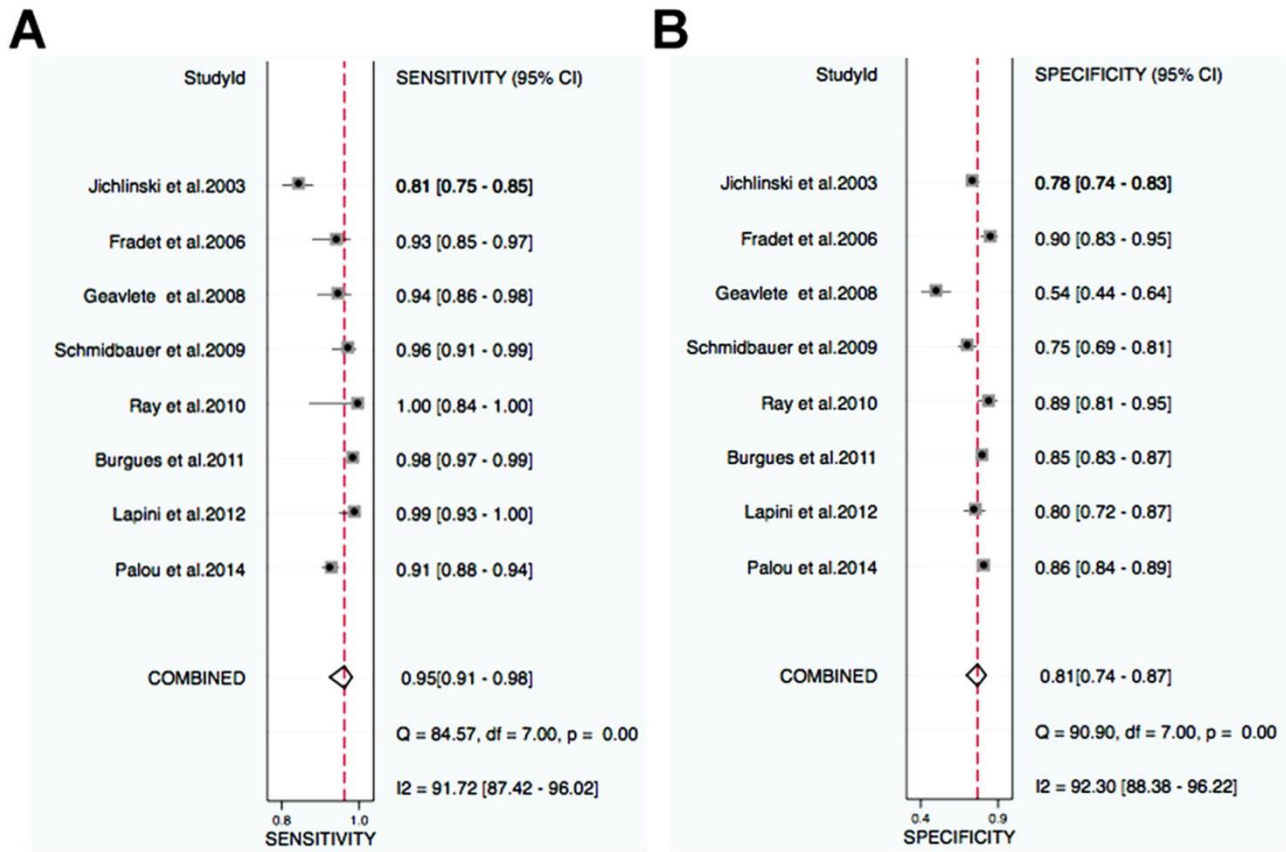 A
StudyId SENSITIVITY (95% CI)
Jichlinski et al.2003 0.81 [0.75 - 0.85]
Fradet et al.2006 0.93 [0.85 - 0.97]
Geavlete et al.2008 0.94 [0.86 - 0.98]
Schmidbauer et al.2009 0.96 [0.91 - 0.99]
Ray et al.2010 1.00 [0.84 - 1.00]
Burgues et al.2011 0.98 [0.97 - 0.99]
Lapini et al.2012 0.99 [0.93 - 1.00]
Palou et al.2014 0.91 [0.88 - 0.94]
COMBINED 0.95[0.91 - 0.98]
Q = 84.57, df = 7.00, p = 0.00
I2 = 91.72 [87.42 - 96.02]
0.8 1.0
SENSITIVITY
B
StudyId SPECIFICITY (95% CI)
Jichlinski et al.2003 0.78 [0.74 - 0.83]
Fradet et al.2006 0.90 [0.83 - 0.95]
Geavlete et al.2008 0.54 [0.44 - 0.64]
Schmidbauer et al.2009 0.75 [0.69 - 0.81]
Ray et al.2010 0.89 [0.81 - 0.95]
Burgues et al.2011 0.85 [0.83 - 0.87]
Lapini et al.2012 0.80 [0.72 - 0.87]
Palou et al.2014 0.86 [0.84 - 0.89]
COMBINED 0.81[0.74 - 0.87]
Q = 90.90, df = 7.00, p = 0.00
I2 = 92.30 [88.38 - 96.22]
0.4 0.9
SPECIFICITY